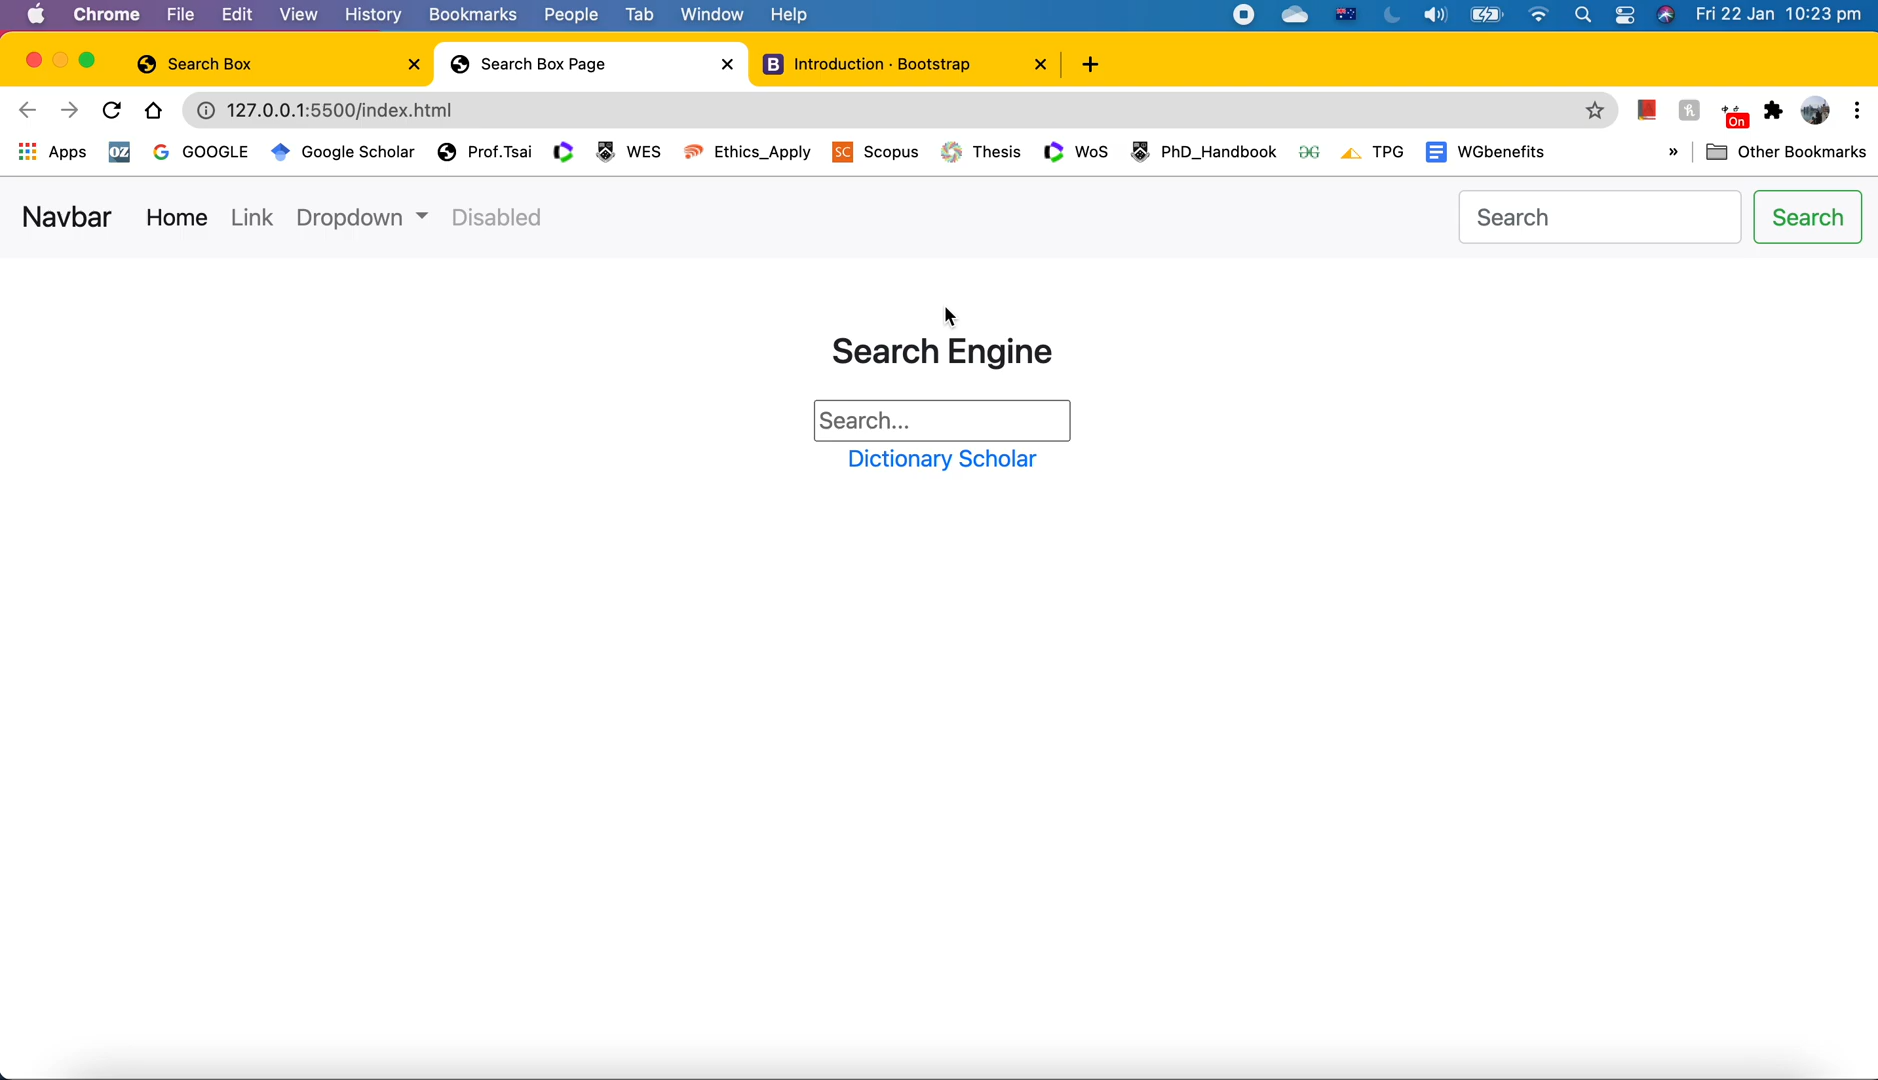 Chrome File Edit View History Bookmarks People Tab Window Help Fri 22 Jan 10:23 pm
Search Box Search Box Page B Introduction · Bootstrap
127.0.0.1:5500/index.html On
Apps OZ GOOGLE Google Scholar Prof.Tsai WES Ethics_Apply SC Scopus Thesis WoS PhD_Handbook TPG WGbenefits » Other Bookmarks
Navbar Home Link Dropdown Disabled Search Search
Search Engine
Search...
Dictionary Scholar